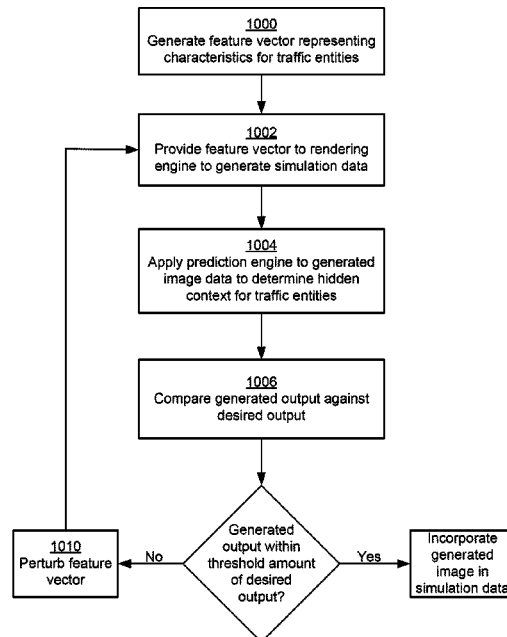 1000
Generate feature vector representing
characteristics for traffic entities
1002
Provide feature vector to rendering
engine to generate simulation data
1004
Apply prediction engine to generated
image data to determine hidden
context for traffic entities
1006
Compare generated output against
desired output
Generated
output within
threshold amount
of desired
output?
No
Yes
1010
Perturb feature
vector
Incorporate
generated
image in
simulation data